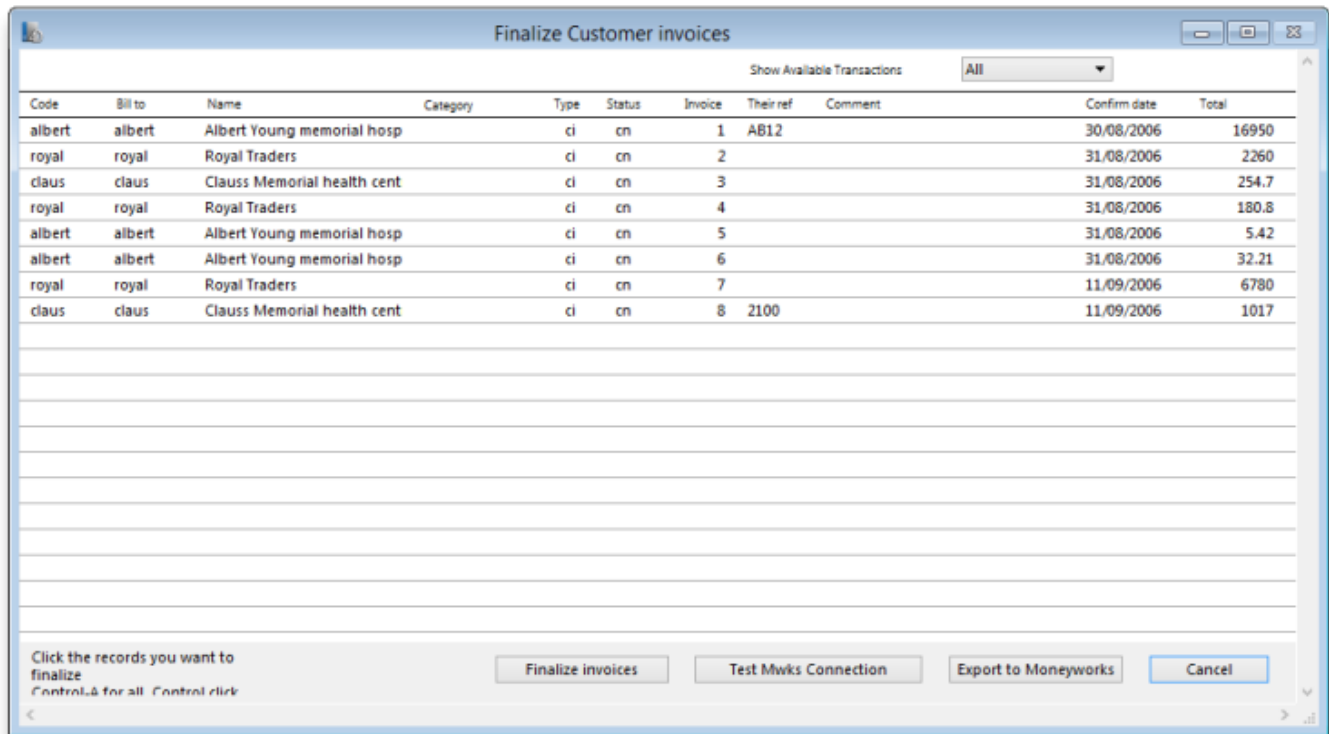 Finalize Customer invoices
Show Available Transactions All
Code Bill to Name Category Type Status Invoice Their ref Comment Confirm date Total
albert albert Albert Young memorial hosp ci cn 1 AB12 30/08/2006 16950
royal royal Royal Traders ci cn 2 31/08/2006 2260
claus claus Clauss Memorial health cent ci cn 3 31/08/2006 254.7
royal royal Royal Traders ci cn 4 31/08/2006 180.8
albert albert Albert Young memorial hosp ci cn 5 31/08/2006 5.42
albert albert Albert Young memorial hosp ci cn 6 31/08/2006 32.21
royal royal Royal Traders ci cn 7 11/09/2006 6780
claus claus Clauss Memorial health cent ci cn 8 2100 11/09/2006 1017
Click the records you want to
finalize
Control-A for all, Control click
Finalize invoices Test Mwks Connection Export to Moneyworks Cancel